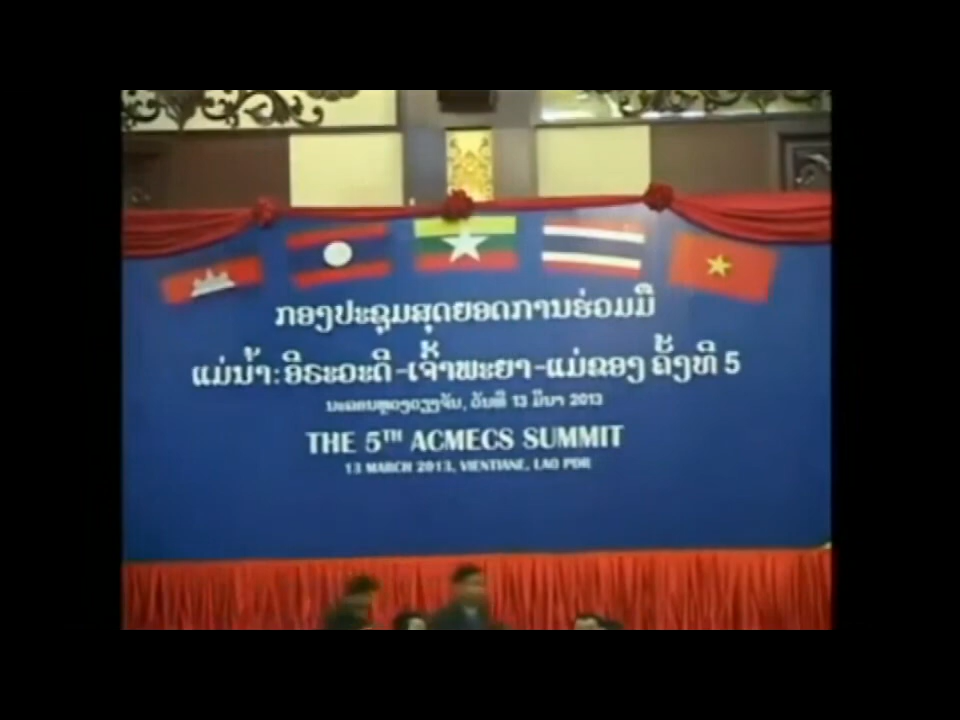 ກອງປະຊຸມສຸດຍອດການຮ່ວມມື
ແມ່ນ້ຳ: ອີຣະວະດີ -ເຈົ້າພະຍາ -ແມ່ຂອງ ຄັ້ງທີ 5
ນະຄອນຫຼວງວຽງຈັນ, ວັນທີ 13 ມີນາ 2013
THE 5TH ACMECS SUMMIT
13 MARCH 2013, VIENTIANE, LAO PDR